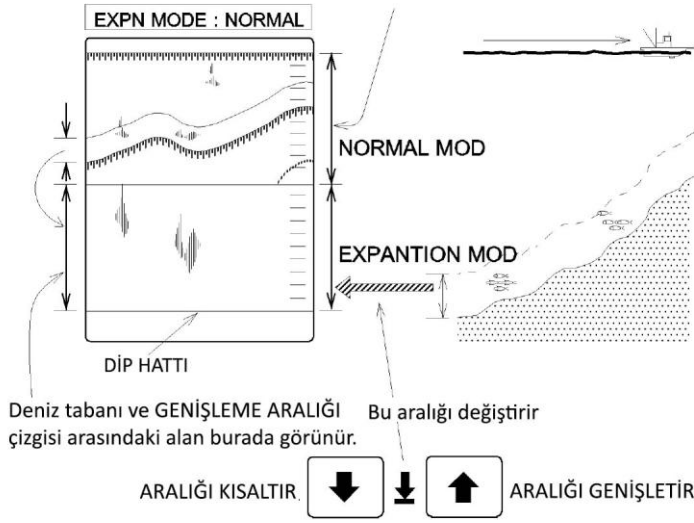 EXPN MODE : NORMAL
NORMAL MOD
EXPANTION MOD
DİP HATTI
Deniz tabanı ve GENİŞLEME ARALIĞI
çizgisi arasındaki alan burada görünür.
Bu aralığı değiştirir
ARALIĞI KISALTIR
ARALIĞI GENİŞLETİR